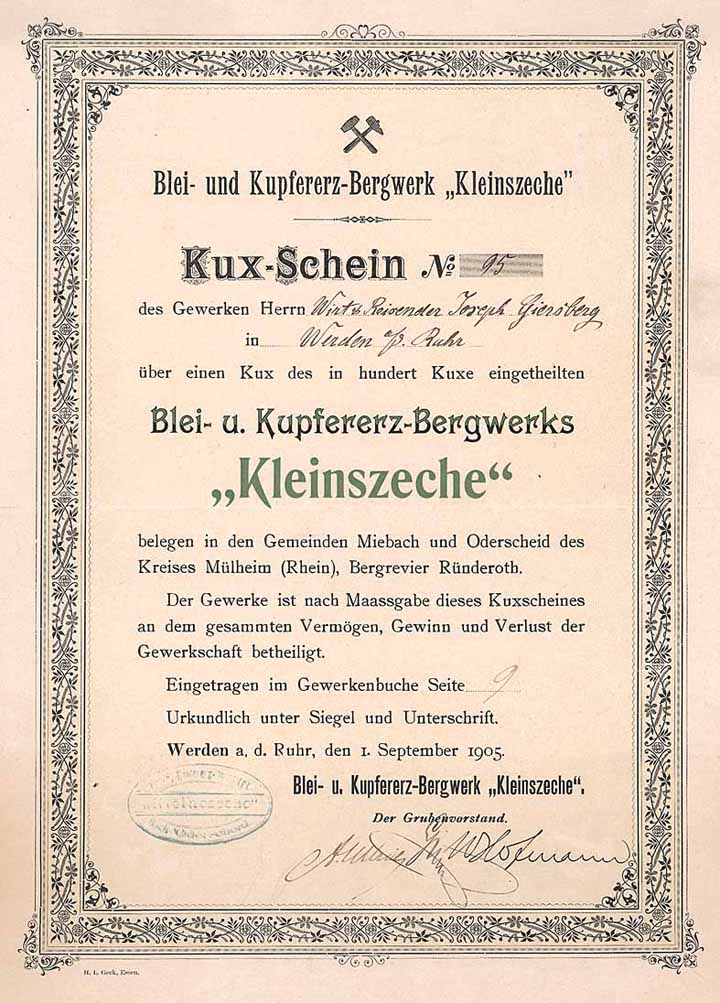 Blei- und Kupfererz-Bergwerk „Kleinszeche"
Kux-Schein No 95
des Gewerken Herrn Wirt u. Reisender Joseph Giersberg
in Werden a/d. Ruhr
über einen Kux des in hundert Kuxe eingetheilten
Blei- u. Kupfererz-Bergwerks
„Kleinszeche"
belegen in den Gemeinden Miebach und Oderscheid des
Kreises Mülheim (Rhein), Bergrevier Ründeroth.
Der Gewerke ist nach Maassgabe dieses Kuxscheines
an dem gesammten Vermögen, Gewinn und Verlust der
Gewerkschaft betheiligt.
Eingetragen im Gewerkenbuche Seite 9
Urkundlich unter Siegel und Unterschrift.
Werden a. d. Ruhr, den 1. September 1905.
Blei- u. Kupfererz-Bergwerk „Kleinszeche".
Der Grubenvorstand.
"Kleinszeche"
Hofmann
H. L. Geck, Essen.